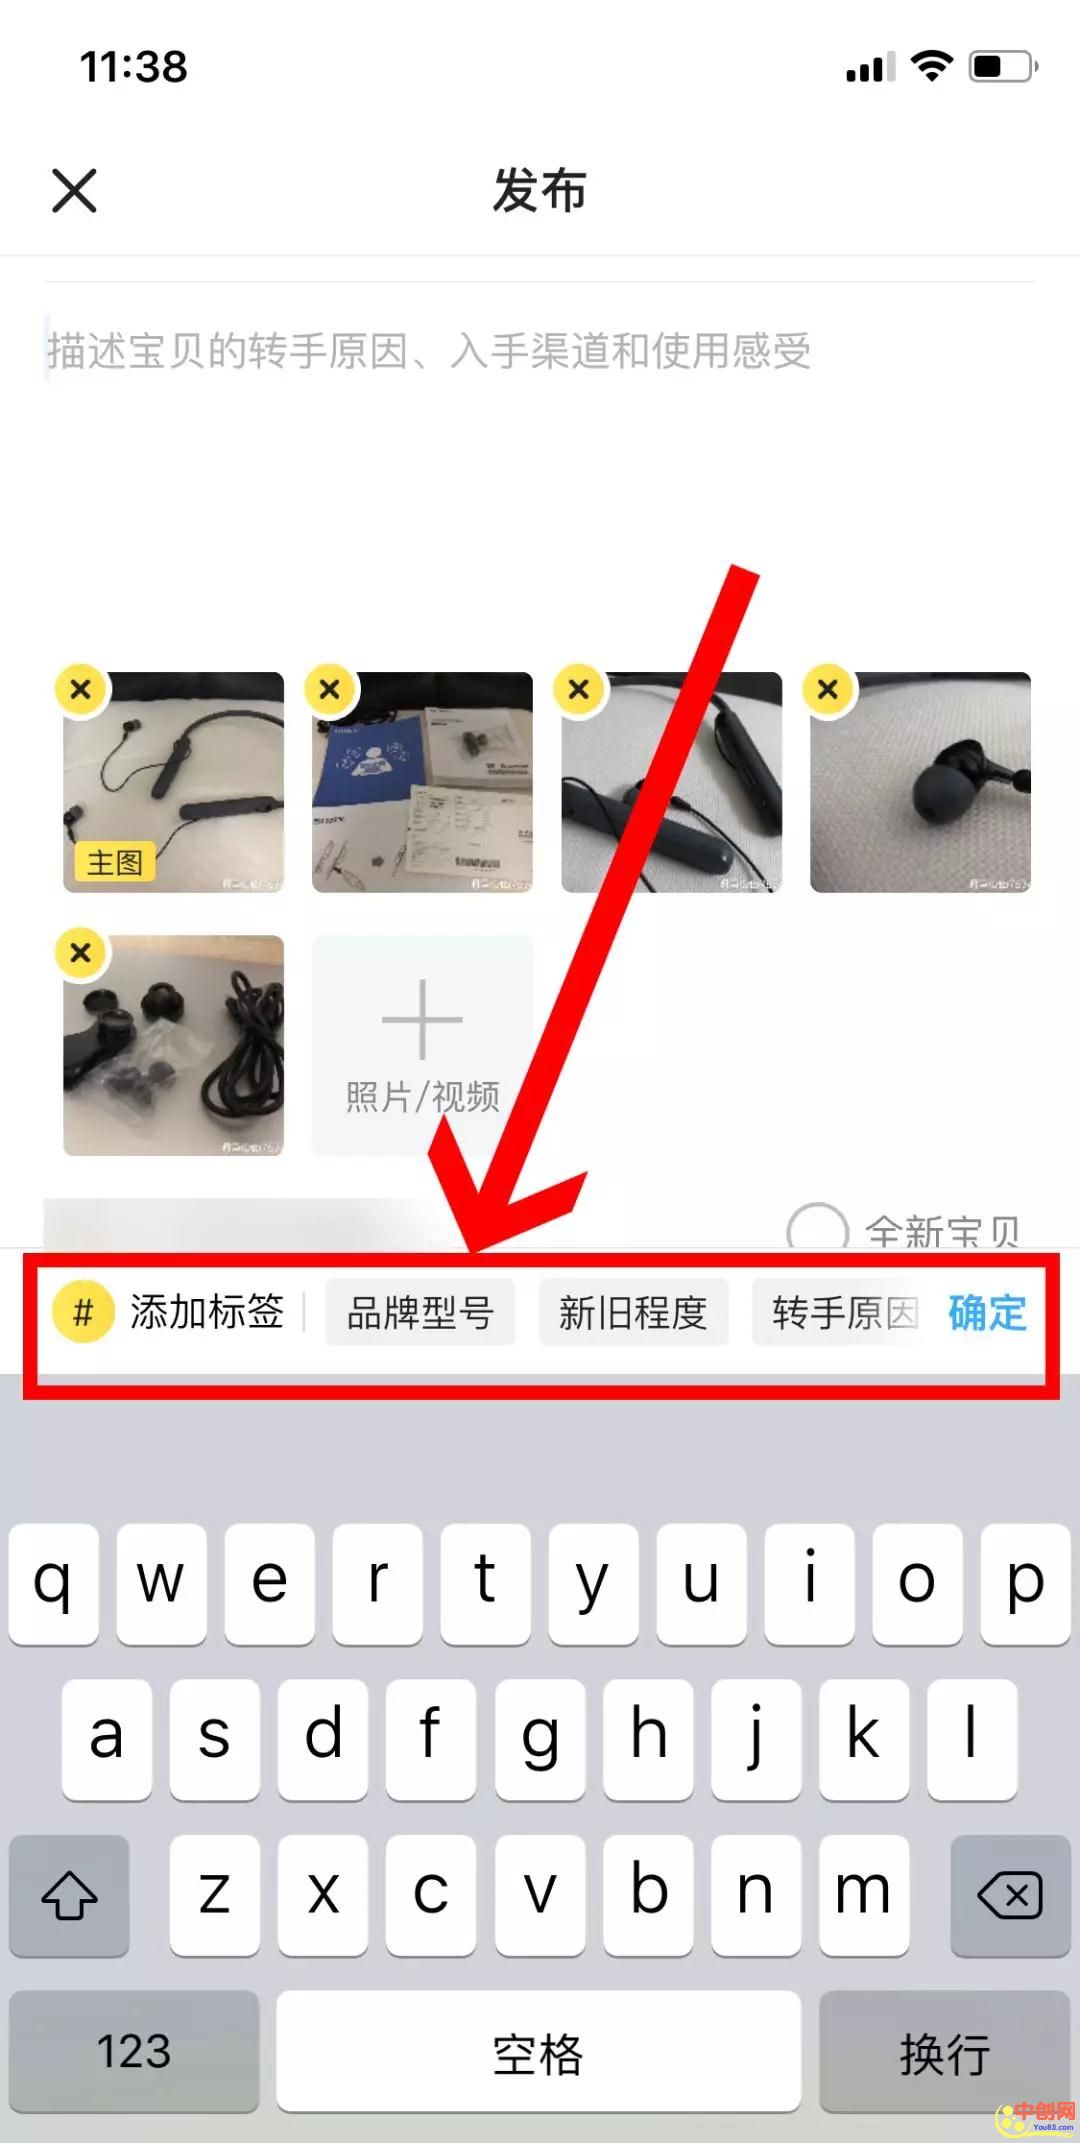 11:38
发布
描述宝贝的转手原因、入手渠道和使用感受
主图
照片/视频
全新宝贝
# 添加标签 品牌型号 新旧程度 转手原因 确定
q w e r t y u i o p
a s d f g h j k l
z x c v b n m
123 空格 换行
中创网
You85.com